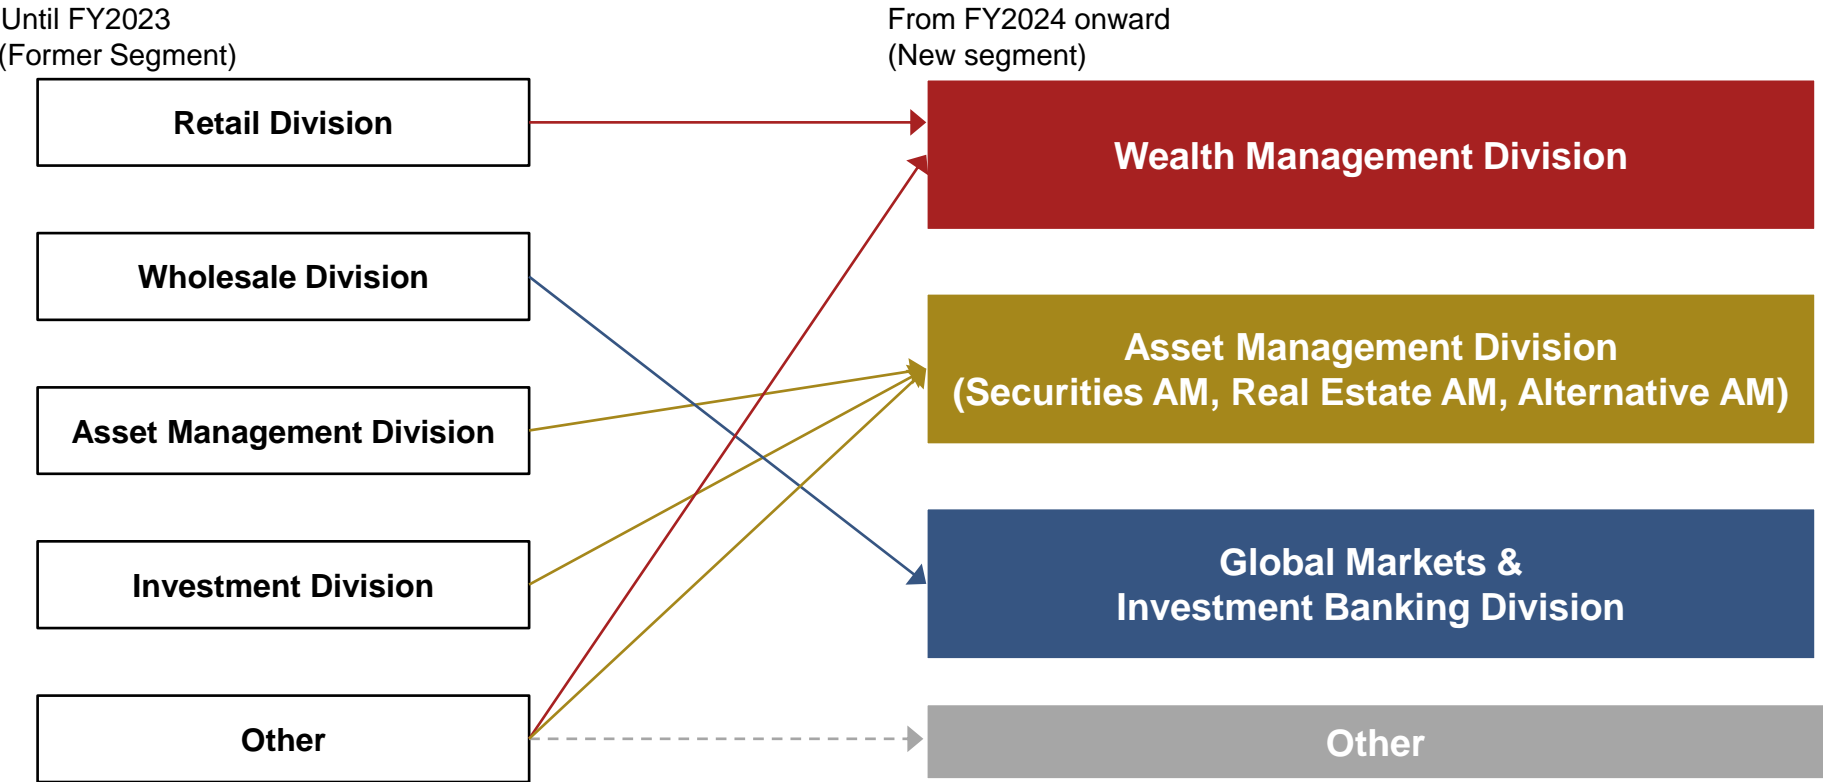 Until FY2023
(Former Segment)
From FY2024 onward
(New segment)
Retail Division
Wholesale Division
Asset Management Division
Investment Division
Other
Wealth Management Division
Asset Management Division
(Securities AM, Real Estate AM, Alternative AM)
Global Markets &
Investment Banking Division
Other